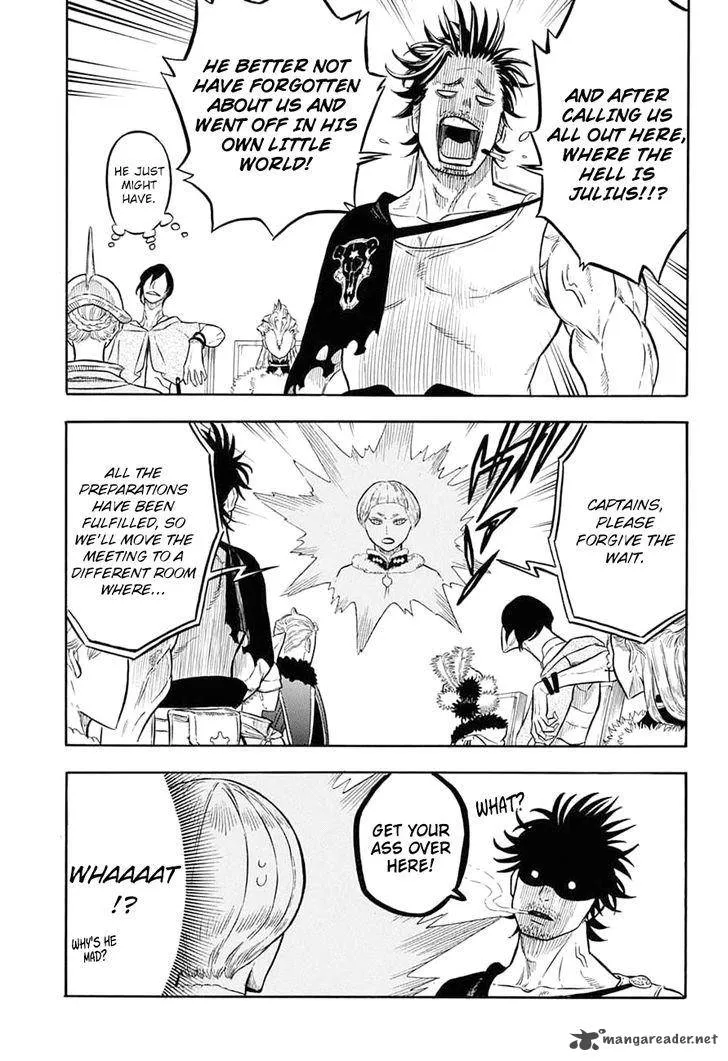 AND AFTER
CALLING US
ALL OUT HERE,
WHERE THE
HELL IS
JULIUS!!?
HE BETTER NOT
HAVE FORGOTTEN
ABOUT US AND
WENT OFF IN HIS
OWN LITTLE
WORLD!
HE JUST
MIGHT
HAVE.
CAPTAINS,
PLEASE
FORGIVE
THE WAIT.
ALL THE
PREPARATIONS
HAVE BEEN
FULFILLED, SO
WE'LL MOVE THE
MEETING TO A
DIFFERENT ROOM
WHERE...
WHAT?
GET YOUR
ASS OVER
HERE!
WHAAAAT
!?
WHY'S HE
MAD?
mangareader.net